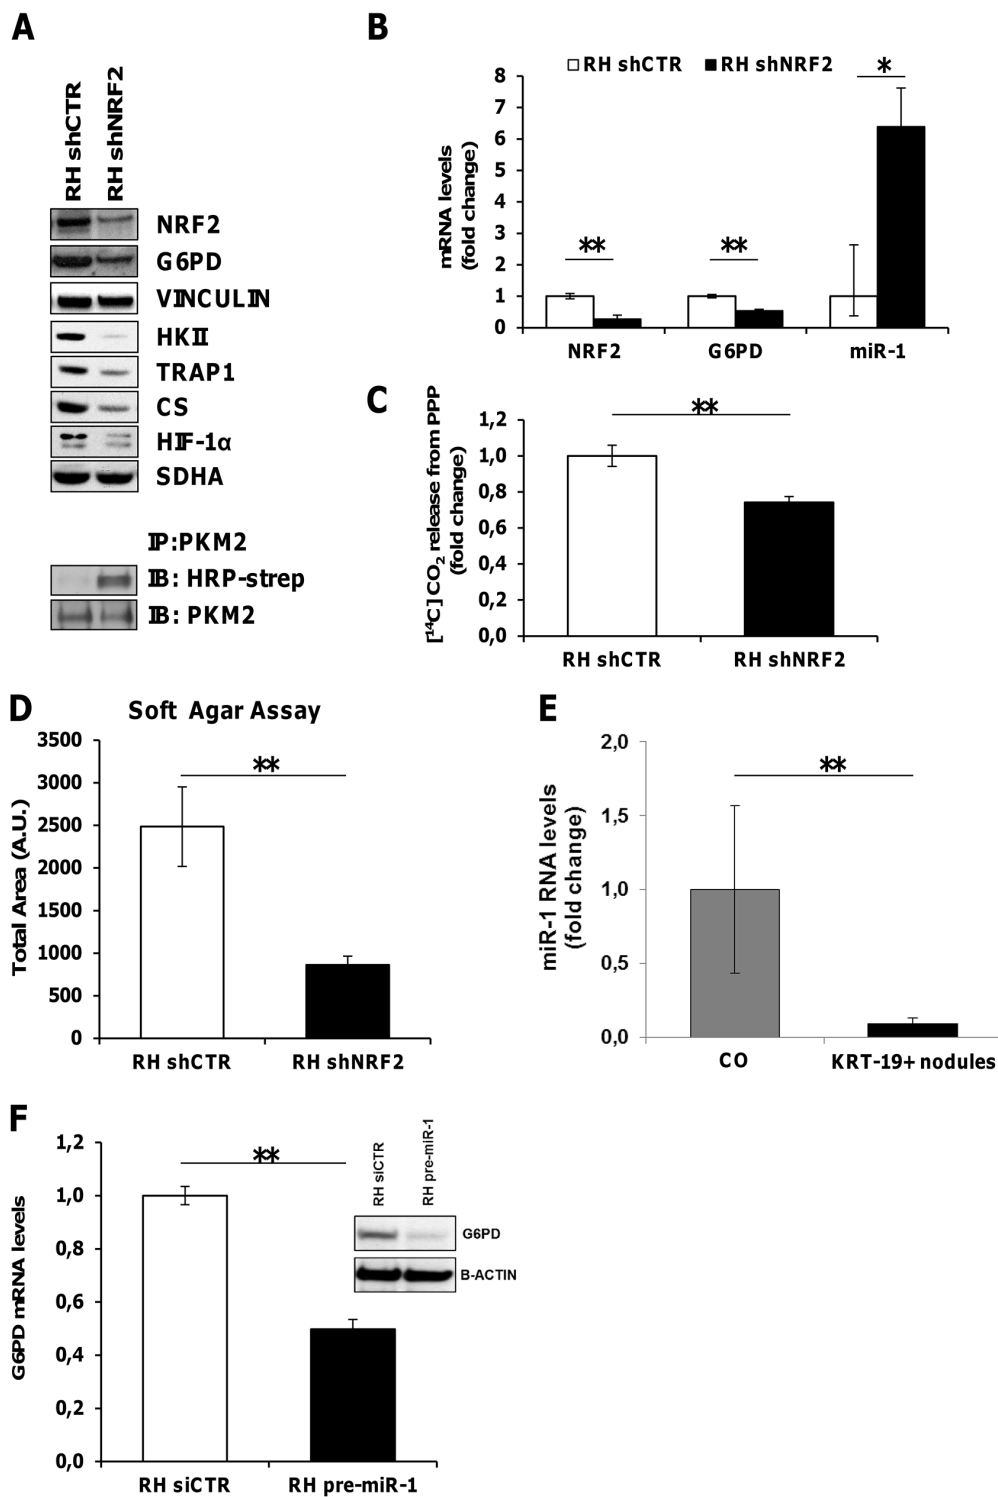 A
RH shCTR
RH shNRF2
NRF2
G6PD
VINCULIN
HKII
TRAP1
CS
HIF-1α
SDHA
IP:PKM2
IB: HRP-strep
IB: PKM2
B
RH shCTR RH shNRF2
mRNA levels
(fold change)
8
7
6
5
4
3
2
1
0
**
**
*
NRF2 G6PD miR-1
C
[¹⁴C]CO₂ release from PPP
(fold change)
1,2
1,0
0,8
0,6
0,4
0,2
0,0
**
RH shCTR RH shNRF2
D
Soft Agar Assay
Total Area (A.U.)
3500
3000
2500
2000
1500
1000
500
0
**
RH shCTR RH shNRF2
E
miR-1 RNA levels
(fold change)
2,0
1,5
1,0
0,5
0,0
**
CO KRT-19+ nodules
F
G6PD mRNA levels
1,2
1,0
0,8
0,6
0,4
0,2
0,0
**
RH siCTR
RH pre-miR-1
G6PD
B-ACTIN
RH siCTR RH pre-miR-1